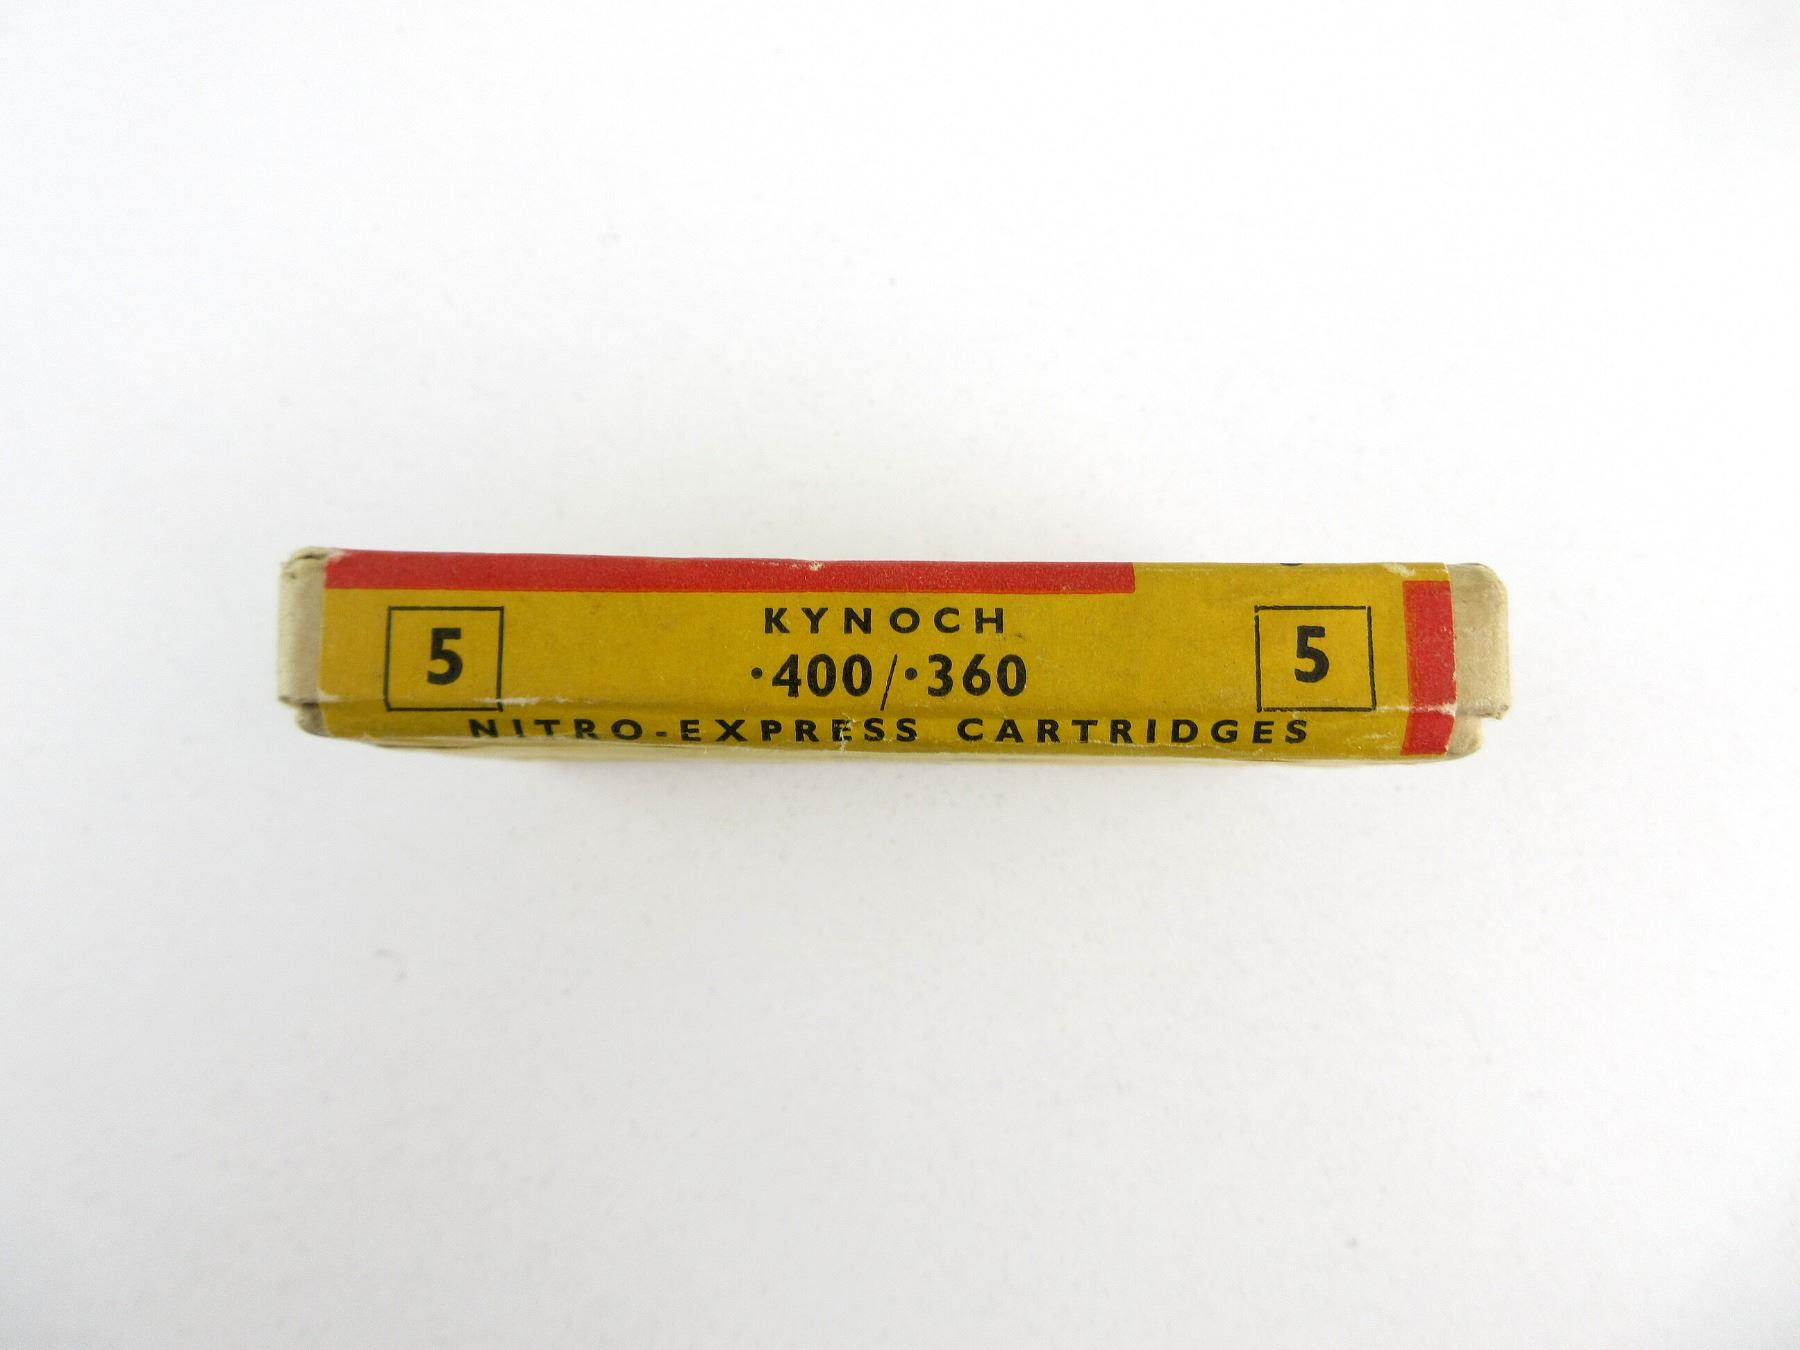 KYNOCH
5 ·400/·360 5
NITRO-EXPRESS CARTRIDGES